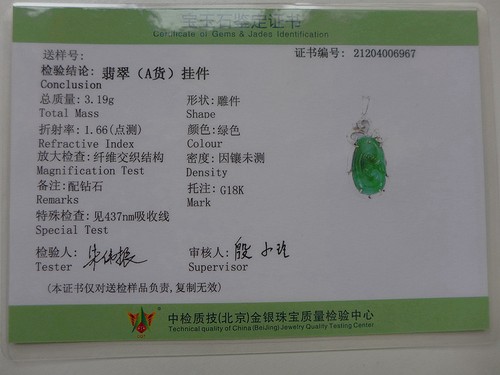 宝玉石鉴定证书
Certificate of Gems & Jades Identification
送样号:
证书编号: 21204006967
检验结论: 翡翠（A货）挂件
Conclusion
总质量: 3.19g
形状: 雕件
Total Mass
Shape
折射率: 1.66(点测)
颜色: 绿色
Refractive Index
Colour
放大检查: 纤维交织结构
密度: 因镶未测
Magnification Test
Density
备注: 配钻石
托注: G18K
Remarks
Mark
特殊检查: 见437nm吸收线
Special Test
检验人:
审核人:
Tester
Supervisor
(本证书仅对送检样品负责,复制无效)
中检质技(北京)金银珠宝质量检验中心
Technical quality of China(BeiJing) Jewelry Quality Testing Center